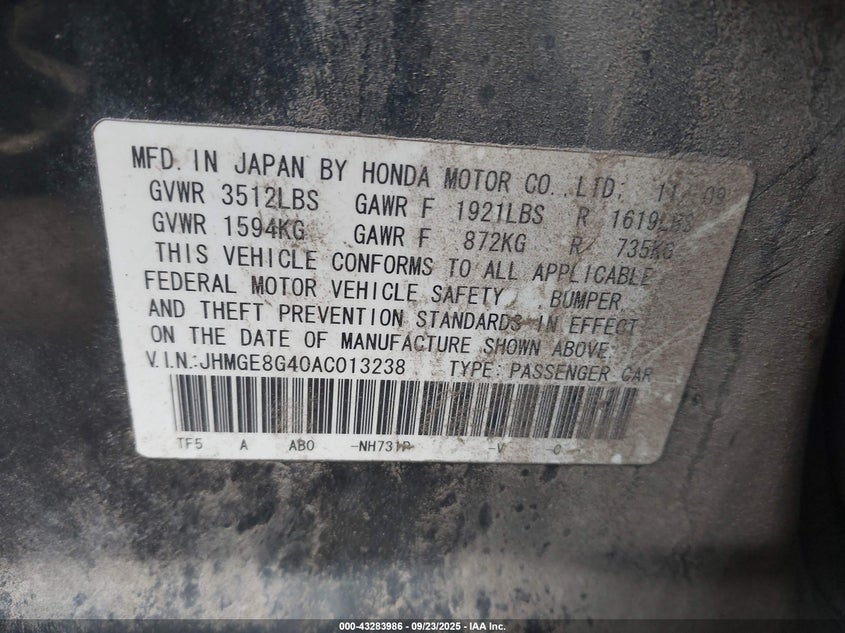 MFD. IN JAPAN BY HONDA MOTOR CO., LTD; 11/09
GVWR 3512LBS GAWR F 1921LBS R 1619LBS
GVWR 1594KG GAWR F 872KG R 735KG
THIS VEHICLE CONFORMS TO ALL APPLICABLE
FEDERAL MOTOR VEHICLE SAFETY, BUMPER
AND THEFT PREVENTION STANDARDS IN EFFECT
ON THE DATE OF MANUFACTURE SHOWN ABOVE.
V.I.N.:JHMGE8G40AC013238 TYPE: PASSENGER CAR
TF5 A AB0 -NH731P -V -0
000-43283986 - 09/23/2025 - IAA Inc.